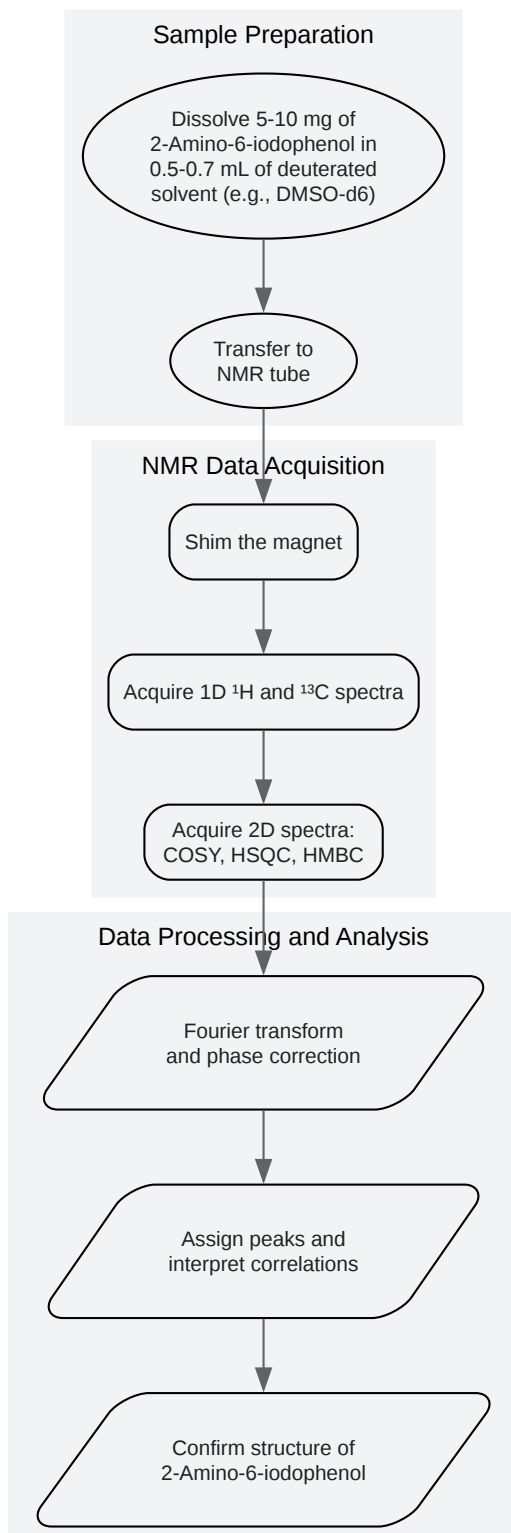 Sample Preparation
Dissolve 5-10 mg of
2-Amino-6-iodophenol in
0.5-0.7 mL of deuterated
solvent (e.g., DMSO-d6)
Transfer to
NMR tube
NMR Data Acquisition
Shim the magnet
Acquire 1D ¹H and ¹³C spectra
Acquire 2D spectra:
COSY, HSQC, HMBC
Data Processing and Analysis
Fourier transform
and phase correction
Assign peaks and
interpret correlations
Confirm structure of
2-Amino-6-iodophenol